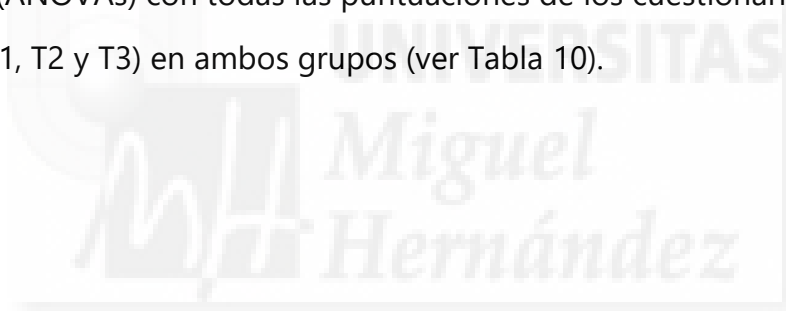 (ANOVAs) con todas las puntuaciones de los
1, T2 y T3) en ambos grupos (ver Tabla 10).
UNIVERSITAS
Miguel
Hernández